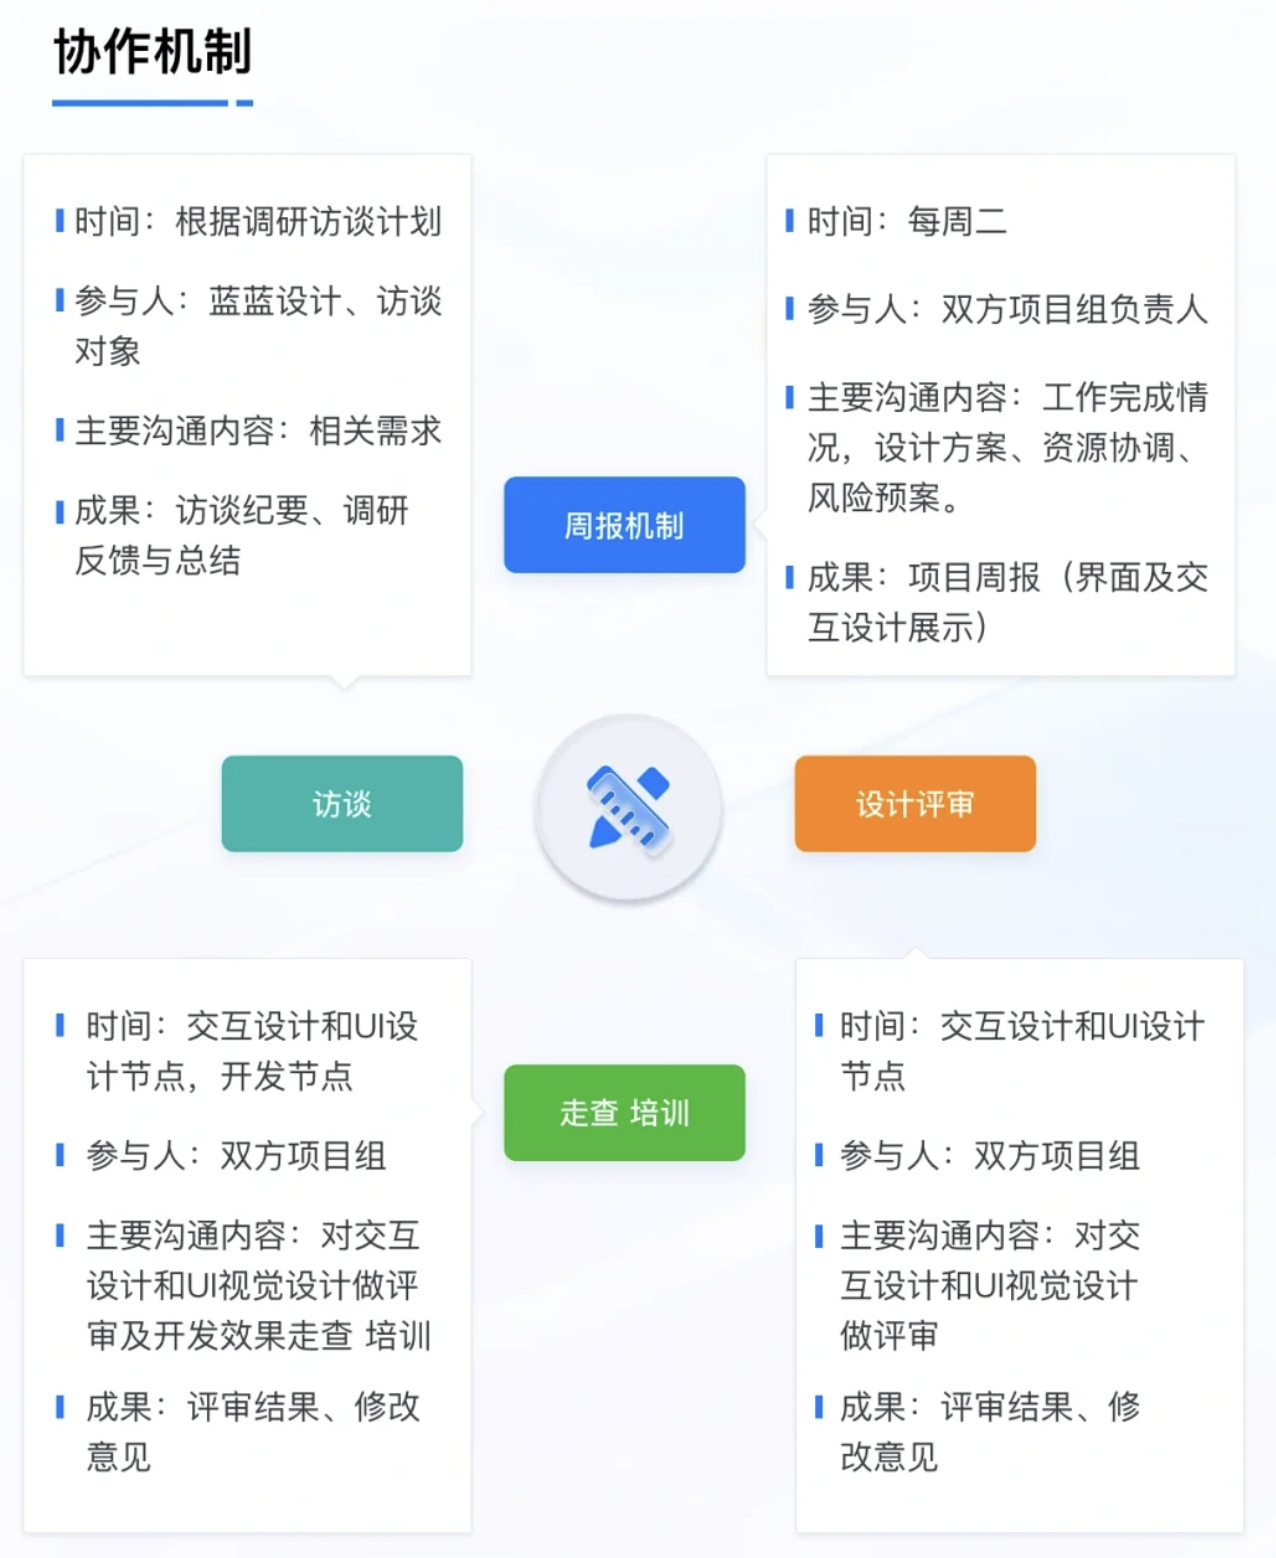 协作机制
时间：根据调研访谈计划
参与人：蓝蓝设计、访谈
对象
主要沟通内容：相关需求
成果：访谈纪要、调研
反馈与总结
时间：每周二
参与人：双方项目组负责人
主要沟通内容：工作完成情
况，设计方案、资源协调、
风险预案。
成果：项目周报（界面及交
互设计展示）
周报机制
访谈
设计评审
时间：交互设计和UI设
计节点，开发节点
参与人：双方项目组
主要沟通内容：对交互
设计和UI视觉设计做评
审及开发效果走查 培训
成果：评审结果、修改
意见
走查 培训
时间：交互设计和UI设计
节点
参与人：双方项目组
主要沟通内容：对交
互设计和UI视觉设计
做评审
成果：评审结果、修
改意见